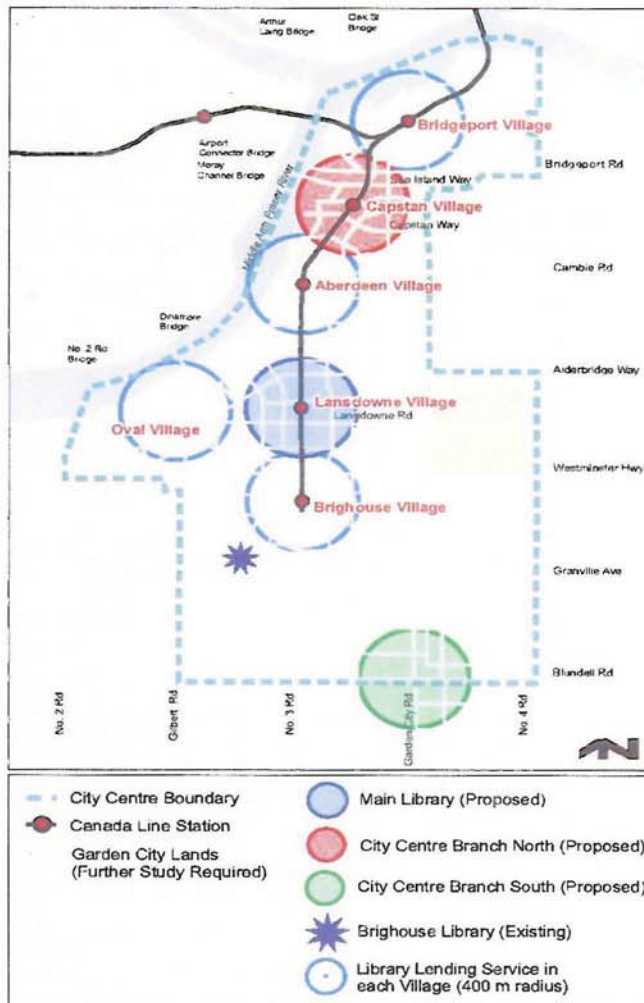 Arthur
Laing Bridge
Oak St
Bridge
Bridgeport Village
Airport
Connector Bridge
Moray
Channel Bridge
Bridgeport Rd
Sea Island Way
Capstan Village
Capstan Way
Middle Arm Fraser River
Cambie Rd
Aberdeen Village
Dinsmore
Bridge
No. 2 Rd
Bridge
Alderbridge Way
Lansdowne Village
Lansdowne Rd
Oval Village
Westminster Hwy
Brighouse Village
Granville Ave
Blundell Rd
No. 2 Rd
Gilbert Rd
No. 3 Rd
Garden City Rd
No. 4 Rd
N
City Centre Boundary
Canada Line Station
Garden City Lands
(Further Study Required)
Main Library (Proposed)
City Centre Branch North (Proposed)
City Centre Branch South (Proposed)
Brighouse Library (Existing)
Library Lending Service in
each Village (400 m radius)